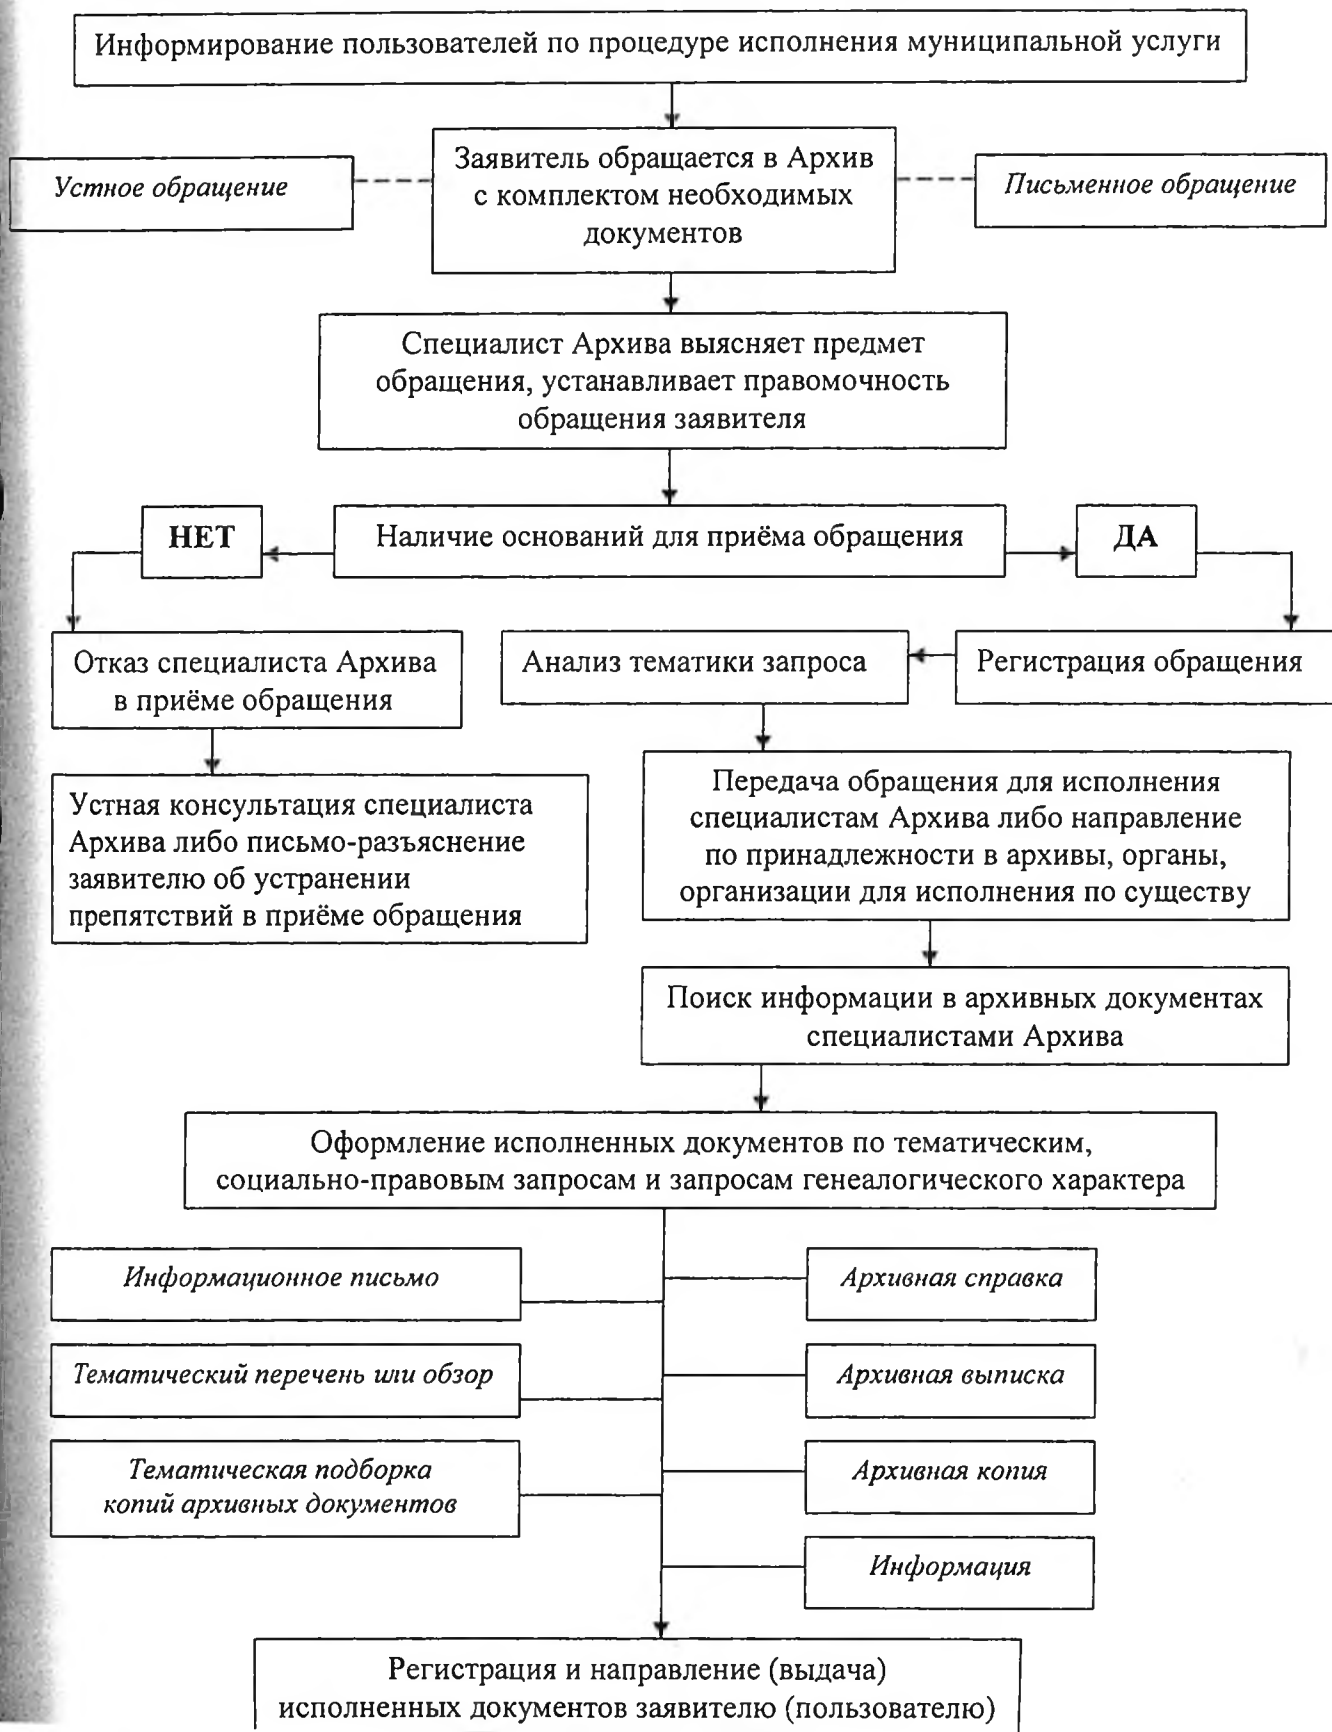 Информирование пользователей по процедуре исполнения муниципальной услуги
Заявитель обращается в Архив
с комплектом необходимых
документов
Устное обращение
Письменное обращение
Специалист Архива выясняет предмет
обращения, устанавливает правомочность
обращения заявителя
НЕТ
Наличие оснований для приёма обращения
ДА
Отказ специалиста Архива
в приёме обращения
Анализ тематики запроса
Регистрация обращения
Устная консультация специалиста
Архива либо письмо-разъяснение
заявителю об устранении
препятствий в приёме обращения
Передача обращения для исполнения
специалистам Архива либо направление
по принадлежности в архивы, органы,
организации для исполнения по существу
Поиск информации в архивных документах
специалистами Архива
Оформление исполненных документов по тематическим,
социально-правовым запросам и запросам генеалогического характера
Информационное письмо
Архивная справка
Тематический перечень или обзор
Архивная выписка
Тематическая подборка
копий архивных документов
Архивная копия
Информация
Регистрация и направление (выдача)
исполненных документов заявителю (пользователю)